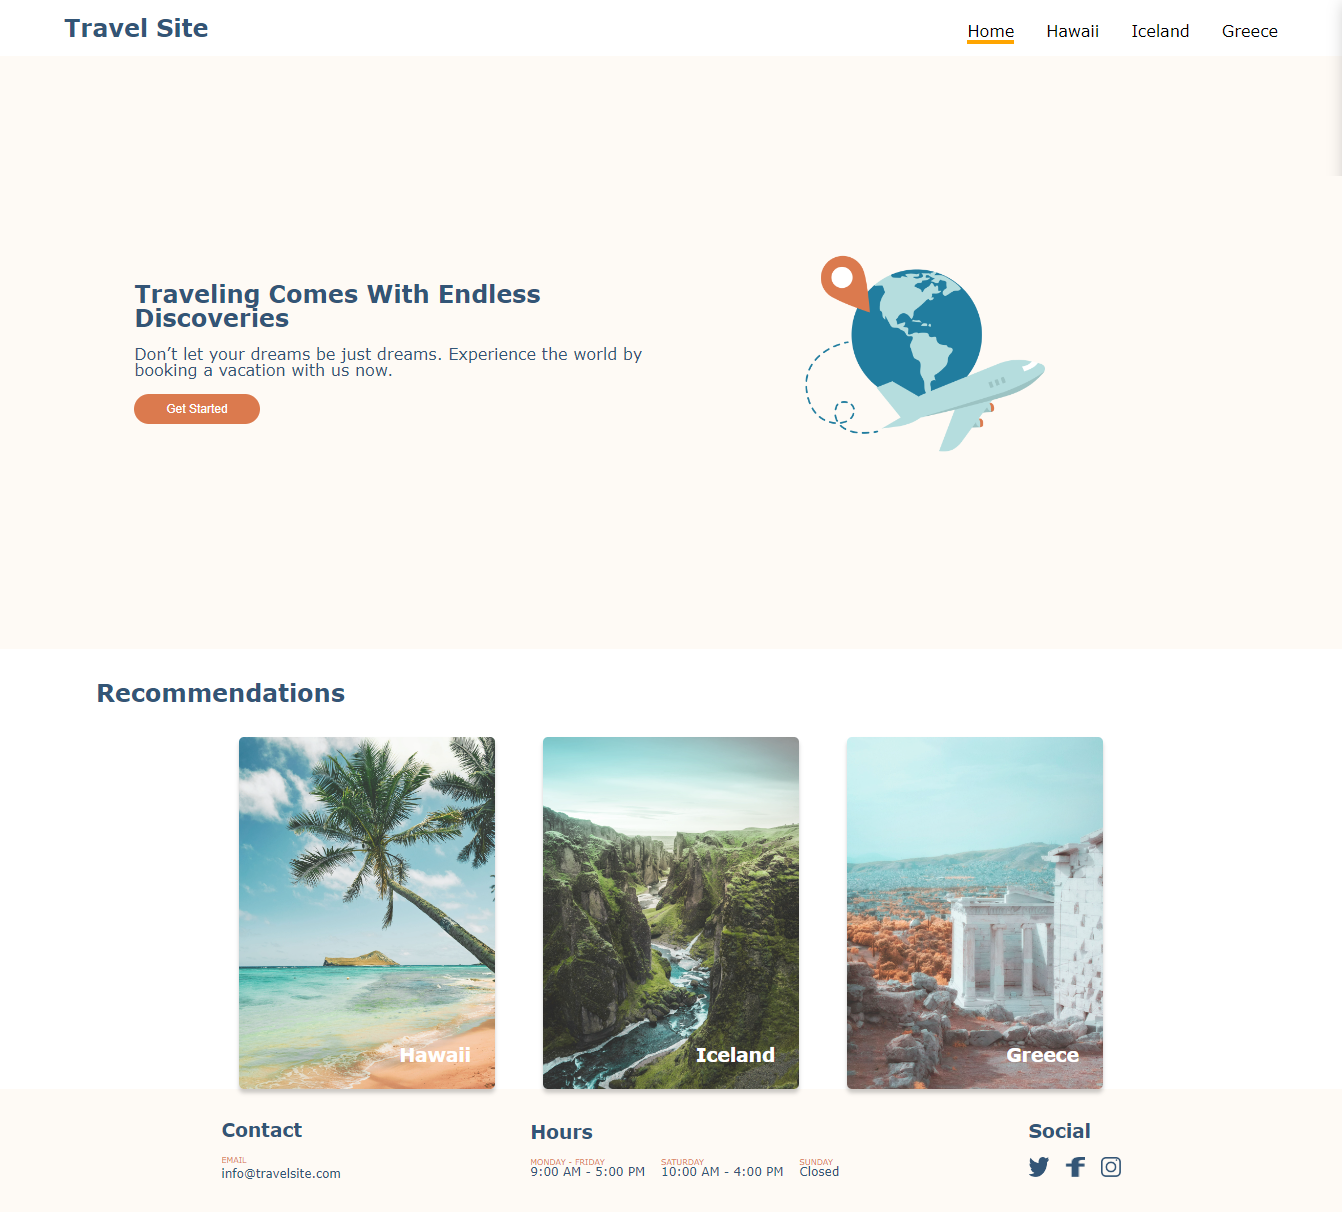 Travel Site
Home Hawaii Iceland Greece
Traveling Comes With Endless
Discoveries
Don’t let your dreams be just dreams. Experience the world by
booking a vacation with us now.
Get Started
Recommendations
Hawaii
Iceland
Greece
Contact
EMAIL
info@travelsite.com
Hours
MONDAY - FRIDAY
9:00 AM - 5:00 PM
SATURDAY
10:00 AM - 4:00 PM
SUNDAY
Closed
Social